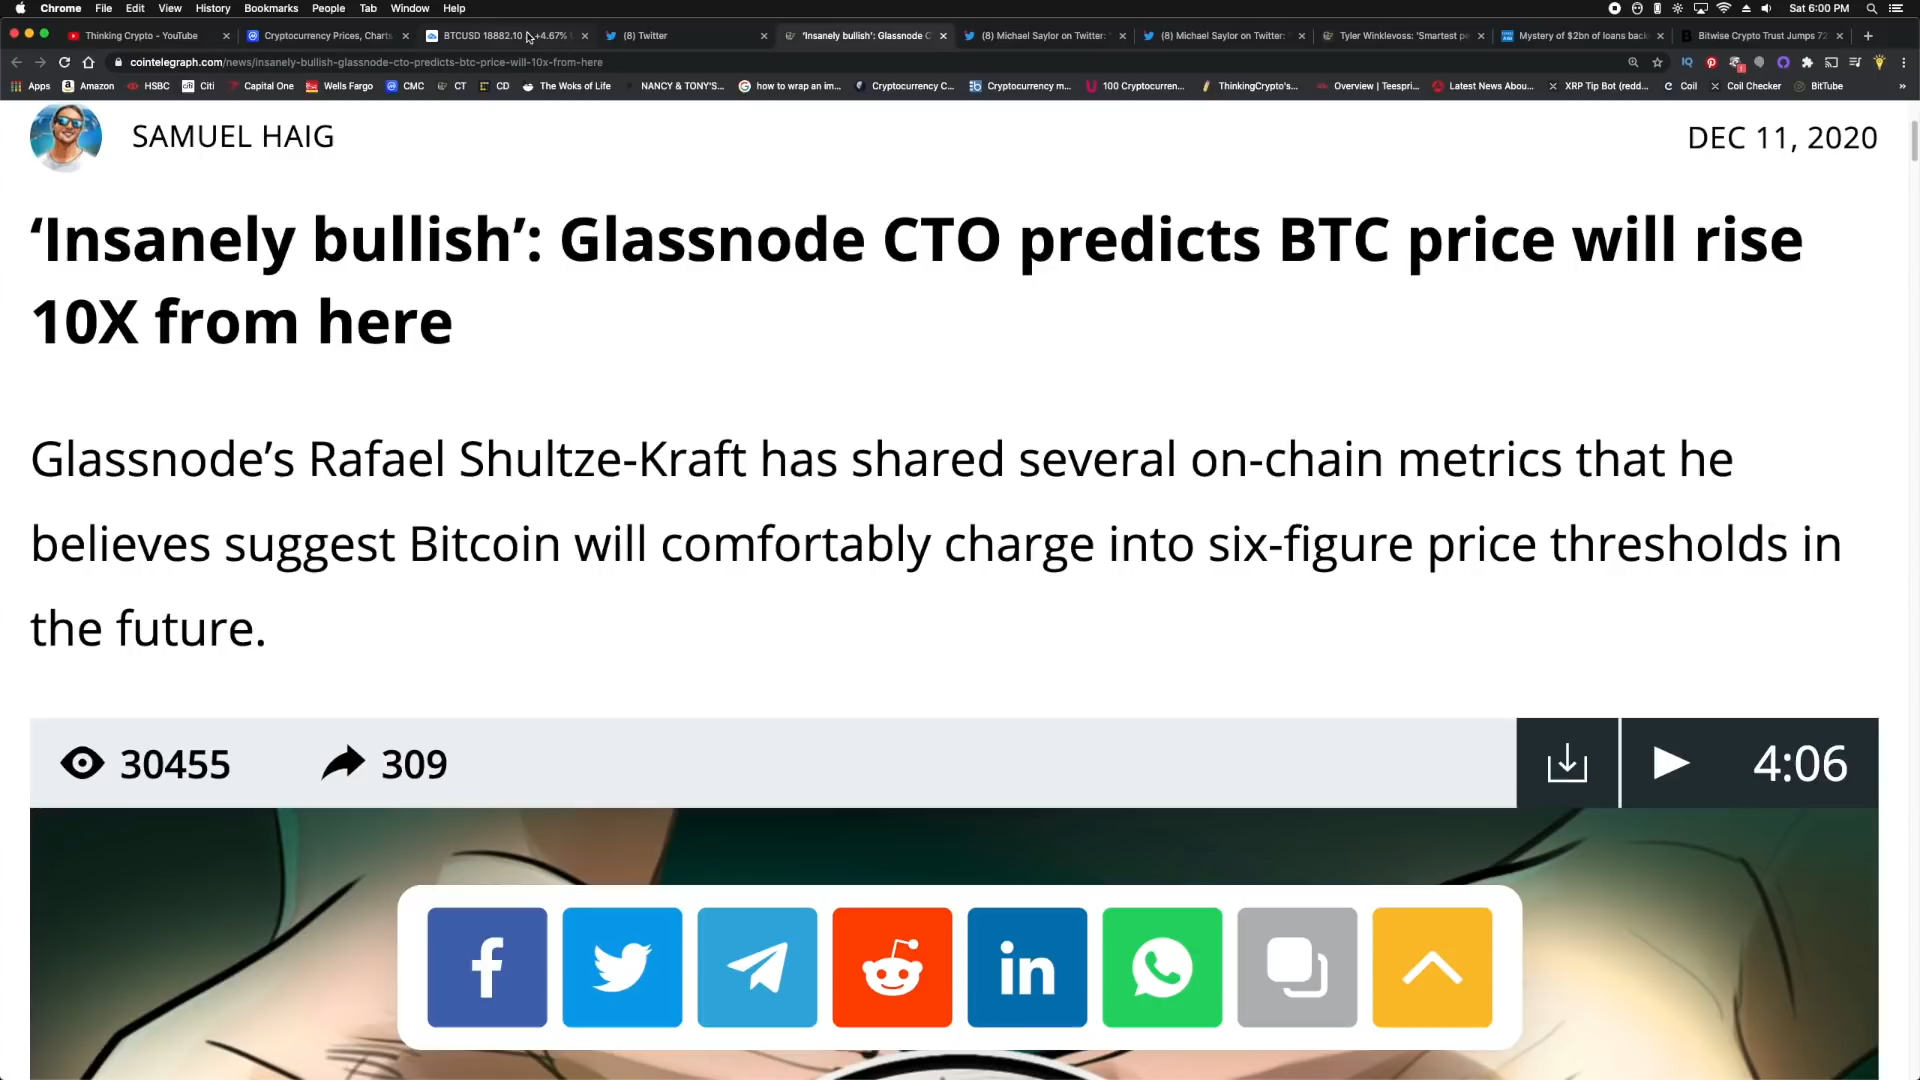 Chrome File Edit View History Bookmarks People Tab Window Help Sat 6:00 PM
Thinking Crypto - YouTube Cryptocurrency Prices, Charts BTCUSD 18882.10 +4.67% (8) Twitter 'Insanely bullish': Glassnode C (8) Michael Saylor on Twitter: (8) Michael Saylor on Twitter: Tyler Winklevoss: 'Smartest pe Mystery of $2bn of loans back Bitwise Crypto Trust Jumps 72
cointelegraph.com/news/insanely-bullish-glassnode-cto-predicts-btc-price-will-10x-from-here
Apps Amazon HSBC Citi Capital One Wells Fargo CMC CT CD The Woks of Life NANCY & TONY'S... how to wrap an im... Cryptocurrency C... Cryptocurrency m... 100 Cryptocurren... ThinkingCrypto's... Overview | Teespri... Latest News Abou... XRP Tip Bot (redd... Coil Coil Checker BitTube »
SAMUEL HAIG DEC 11, 2020
‘Insanely bullish’: Glassnode CTO predicts BTC price will rise
10X from here
Glassnode’s Rafael Shultze-Kraft has shared several on-chain metrics that he
believes suggest Bitcoin will comfortably charge into six-figure price thresholds in
the future.
30455 309 4:06